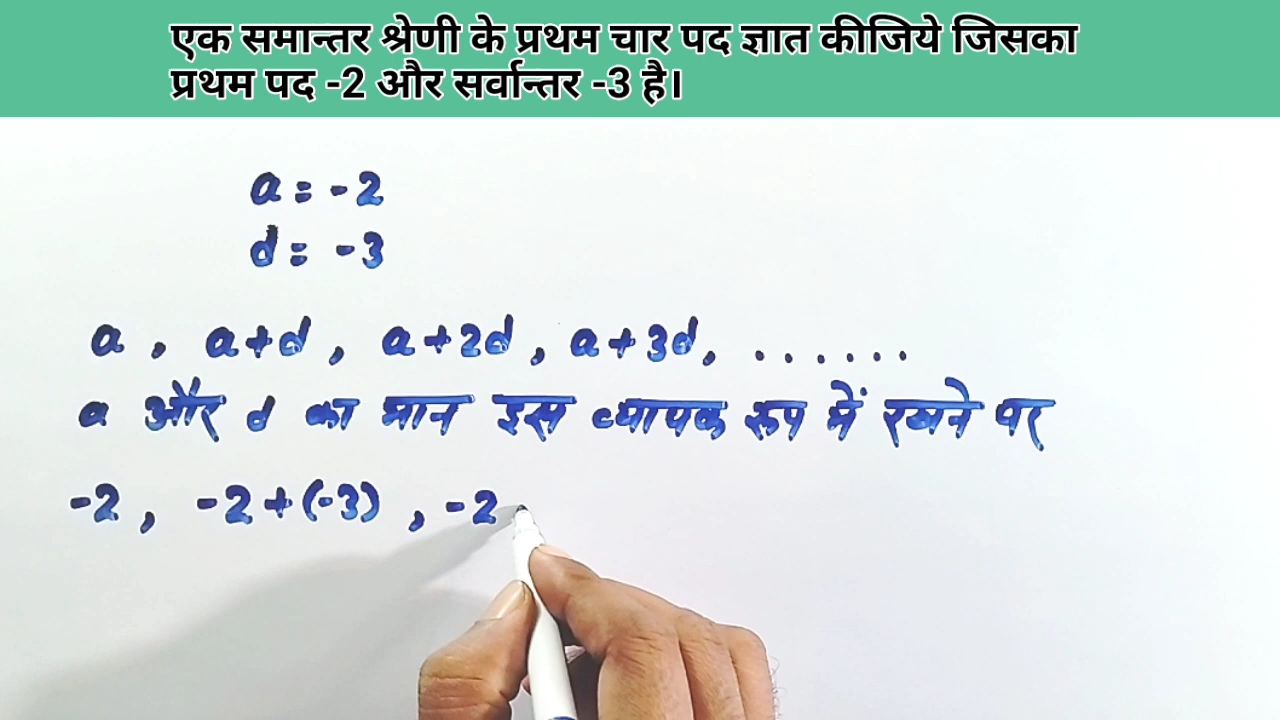 एक समान्तर श्रेणी के प्रथम चार पद ज्ञात कीजिये जिसका
प्रथम पद -2 और सर्वान्तर -3 है।
a = -2
d = -3
a , a+d , a+2d , a+3d, . . . . . .
a और d का मान इस व्यापक रूप में रखने पर
-2 , -2+(-3) , -2